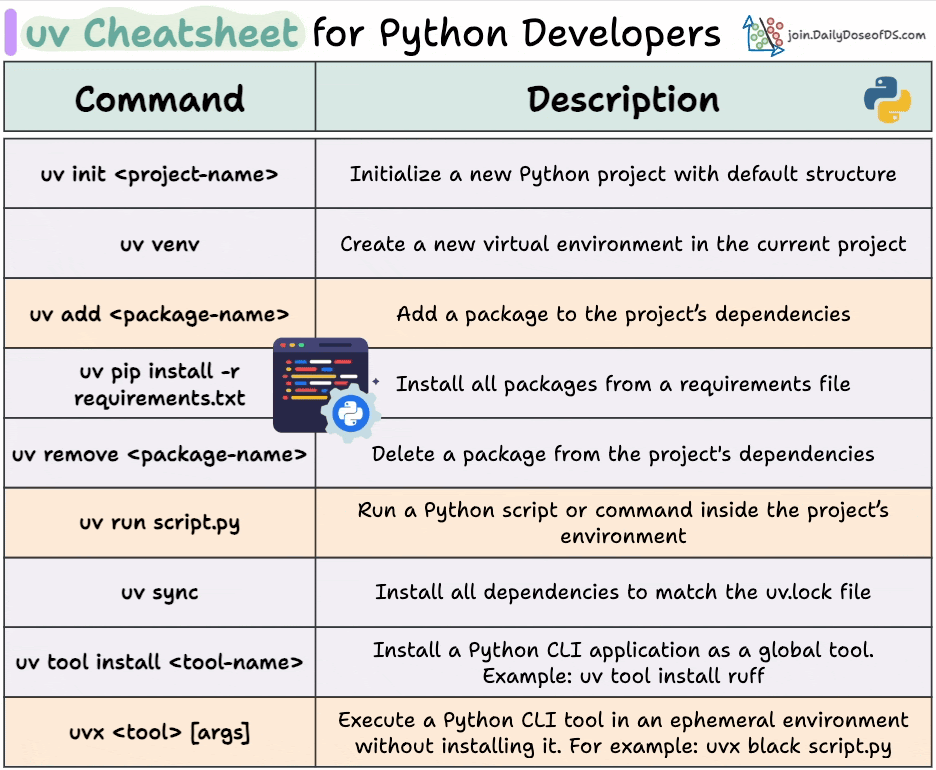 uv Cheatsheet for Python Developers
join.DailyDoseofDS.com
Command
Description
uv init <project-name>
Initialize a new Python project with default structure
uv venv
Create a new virtual environment in the current project
uv add <package-name>
Add a package to the project’s dependencies
uv pip install -r
requirements.txt
Install all packages from a requirements file
uv remove <package-name>
Delete a package from the project's dependencies
uv run script.py
Run a Python script or command inside the project’s
environment
uv sync
Install all dependencies to match the uv.lock file
uv tool install <tool-name>
Install a Python CLI application as a global tool.
Example: uv tool install ruff
uvx <tool> [args]
Execute a Python CLI tool in an ephemeral environment
without installing it. For example: uvx black script.py